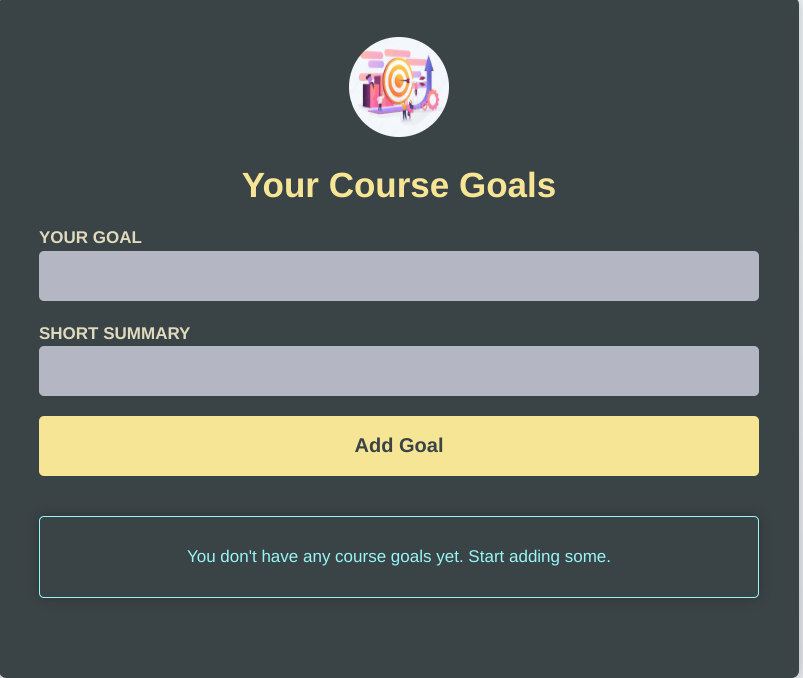 Your Course Goals
YOUR GOAL
SHORT SUMMARY
Add Goal
You don't have any course goals yet. Start adding some.